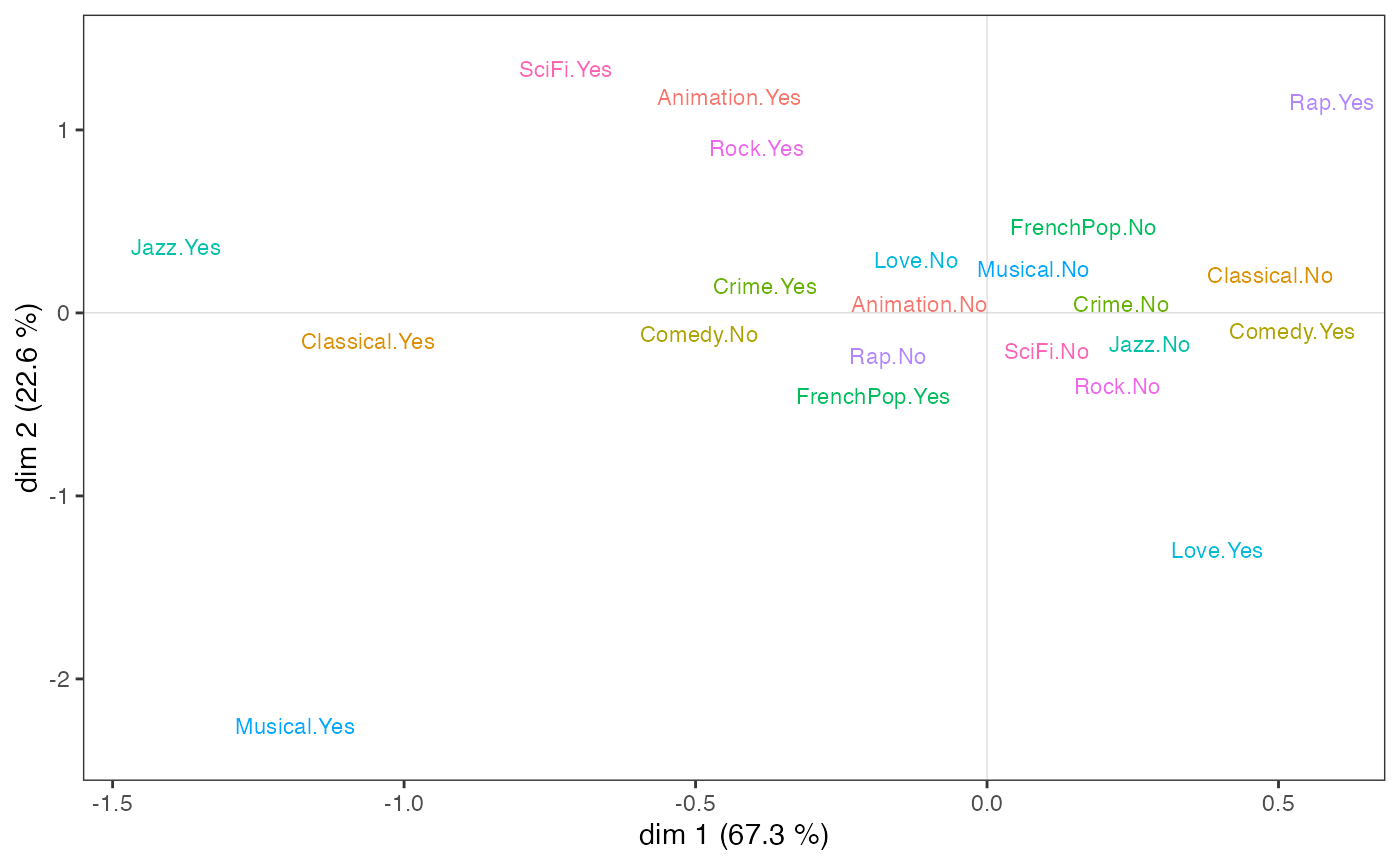 SciFi.Yes
Animation.Yes
Rap.Yes
1
Rock.Yes
FrenchPop.No
Jazz.Yes
Love.No
Musical.No
Classical.No
Crime.Yes
Animation.No
Crime.No
0
Comedy.No
Comedy.Yes
Classical.Yes
Jazz.No
SciFi.No
Rap.No
Rock.No
FrenchPop.Yes
dim 2 (22.6 %)
-1
Love.Yes
-2
Musical.Yes
-1.5 -1.0 -0.5 0.0 0.5
dim 1 (67.3 %)